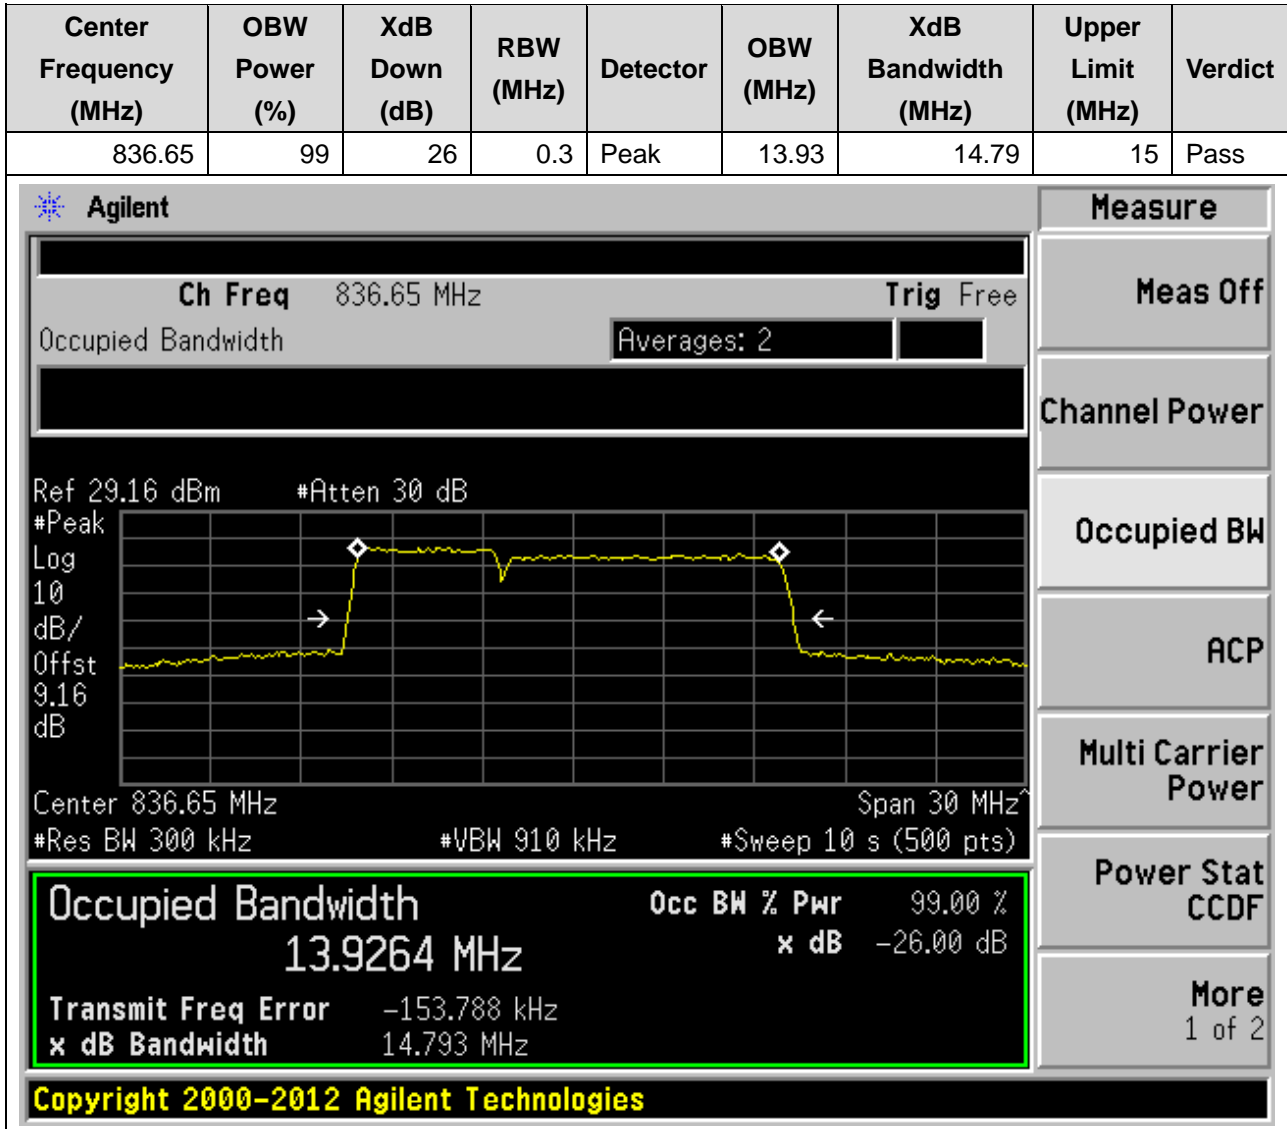 Center Frequency (MHz) OBW Power (%) XdB Down (dB) RBW (MHz) Detector OBW (MHz) XdB Bandwidth (MHz) Upper Limit (MHz) Verdict
836.65 99 26 0.3 Peak 13.93 14.79 15 Pass
Agilent
Measure
Ch Freq 836.65 MHz Trig Free
Meas Off
Occupied Bandwidth Averages: 2
Channel Power
Ref 29.16 dBm #Atten 30 dB
#Peak
Log
10
dB/
Offst
9.16
dB
Occupied BW
ACP
Multi Carrier
Power
Center 836.65 MHz Span 30 MHz^
#Res BW 300 kHz #VBW 910 kHz #Sweep 10 s (500 pts)
Power Stat
CCDF
Occupied Bandwidth Occ BW % Pwr 99.00 %
13.9264 MHz x dB -26.00 dB
Transmit Freq Error -153.788 kHz
x dB Bandwidth 14.793 MHz
More
1 of 2
Copyright 2000-2012 Agilent Technologies